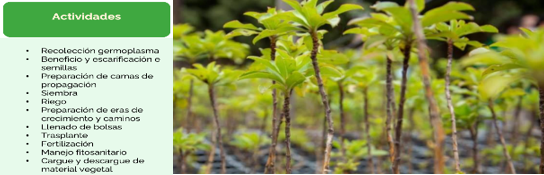 Actividades
• Recolección germoplasma
• Beneficio y escarificación e
semillas
• Preparación de camas de
propagación
• Siembra
• Riego
• Preparación de eras de
crecimiento y caminos
• Llenado de bolsas
• Trasplante
• Fertilización
• Manejo fitosanitario
• Cargue y descargue de
material vegetal